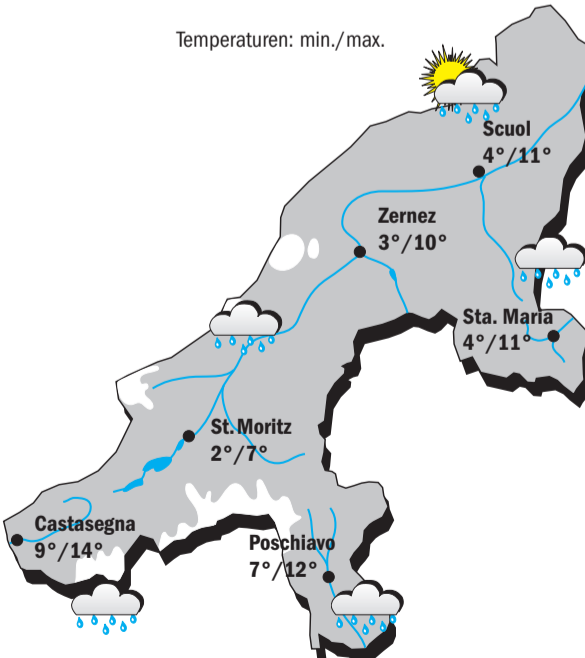 Temperaturen: min./max.
Scuol
4°/11°
Zernez
3°/10°
Sta. Maria
4°/11°
St. Moritz
2°/7°
Castasegna
9°/14°
Poschiavo
7°/12°